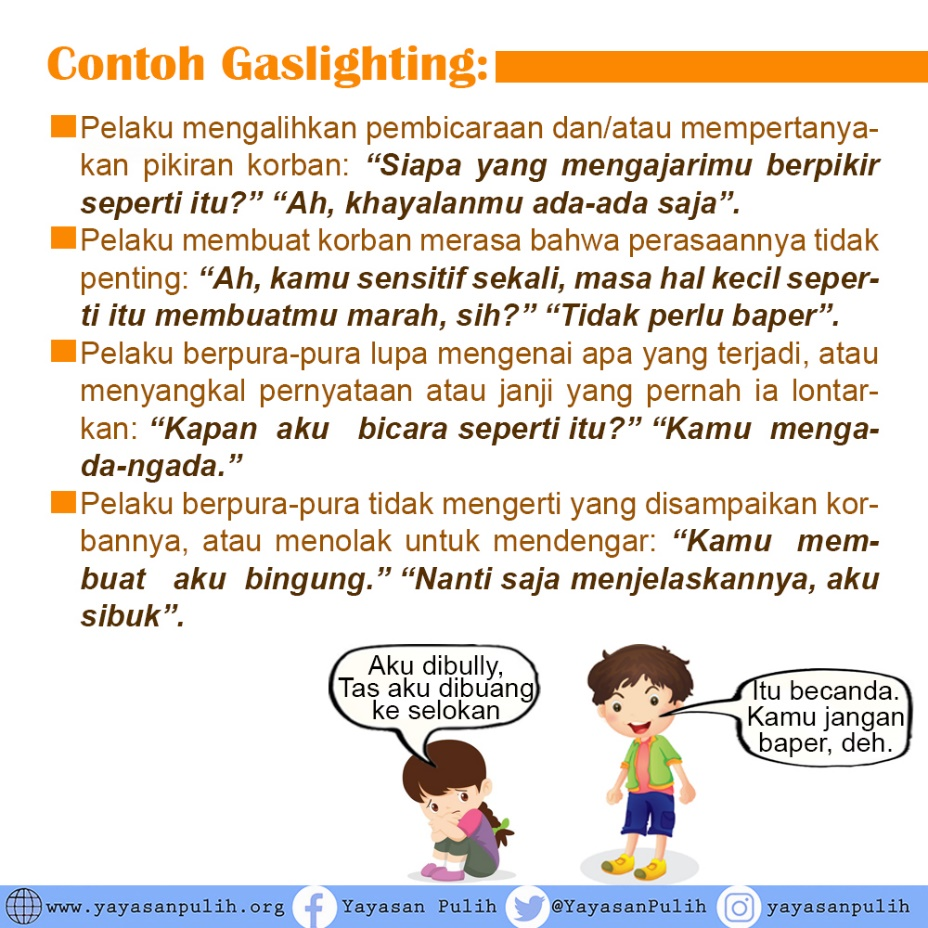 Contoh Gaslighting:
Pelaku mengalihkan pembicaraan dan/atau mempertanya-
kan pikiran korban: “Siapa yang mengajarimu berpikir
seperti itu?” “Ah, khayalanmu ada-ada saja”.
Pelaku membuat korban merasa bahwa perasaannya tidak
penting: “Ah, kamu sensitif sekali, masa hal kecil seper-
ti itu membuatmu marah, sih?” “Tidak perlu baper”.
Pelaku berpura-pura lupa mengenai apa yang terjadi, atau
menyangkal pernyataan atau janji yang pernah ia lontar-
kan: “Kapan aku bicara seperti itu?” “Kamu menga-
da-ngada.”
Pelaku berpura-pura tidak mengerti yang disampaikan kor-
bannya, atau menolak untuk mendengar: “Kamu mem-
buat aku bingung.” “Nanti saja menjelaskannya, aku
sibuk”.
Aku dibully,
Tas aku dibuang
ke selokan
Itu becanda.
Kamu jangan
baper, deh.
www.yayasanpulih.org Yayasan Pulih @YayasanPulih yayasanpulih